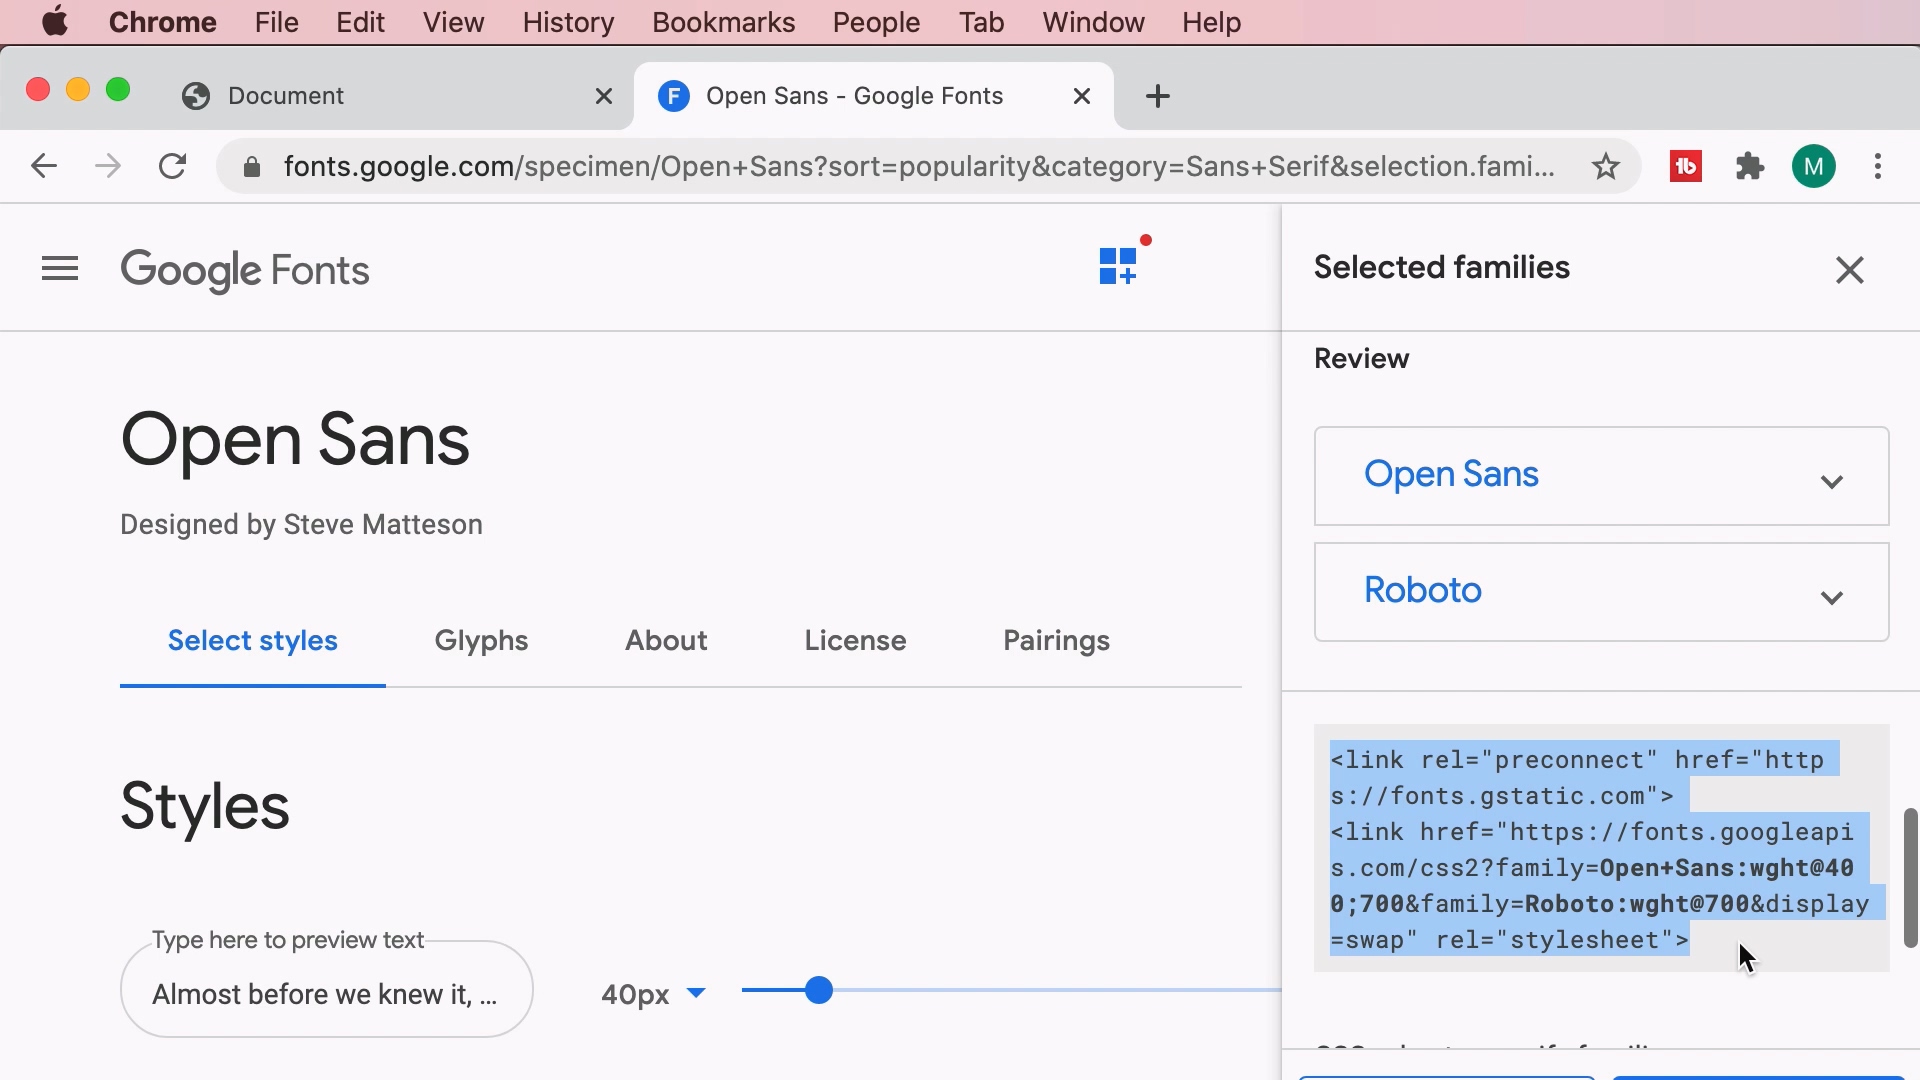 Chrome File Edit View History Bookmarks People Tab Window Help
Document
Open Sans - Google Fonts
fonts.google.com/specimen/Open+Sans?sort=popularity&category=Sans+Serif&selection.fami...
M
Google Fonts
Selected families
Review
Open Sans
Designed by Steve Matteson
Open Sans
Roboto
Select styles Glyphs About License Pairings
Styles
Type here to preview text
Almost before we knew it, ...
40px
<link rel="preconnect" href="http
s://fonts.gstatic.com">
<link href="https://fonts.googleapi
s.com/css2?family=Open+Sans:wght@40
0;700&family=Roboto:wght@700&display
=swap" rel="stylesheet">